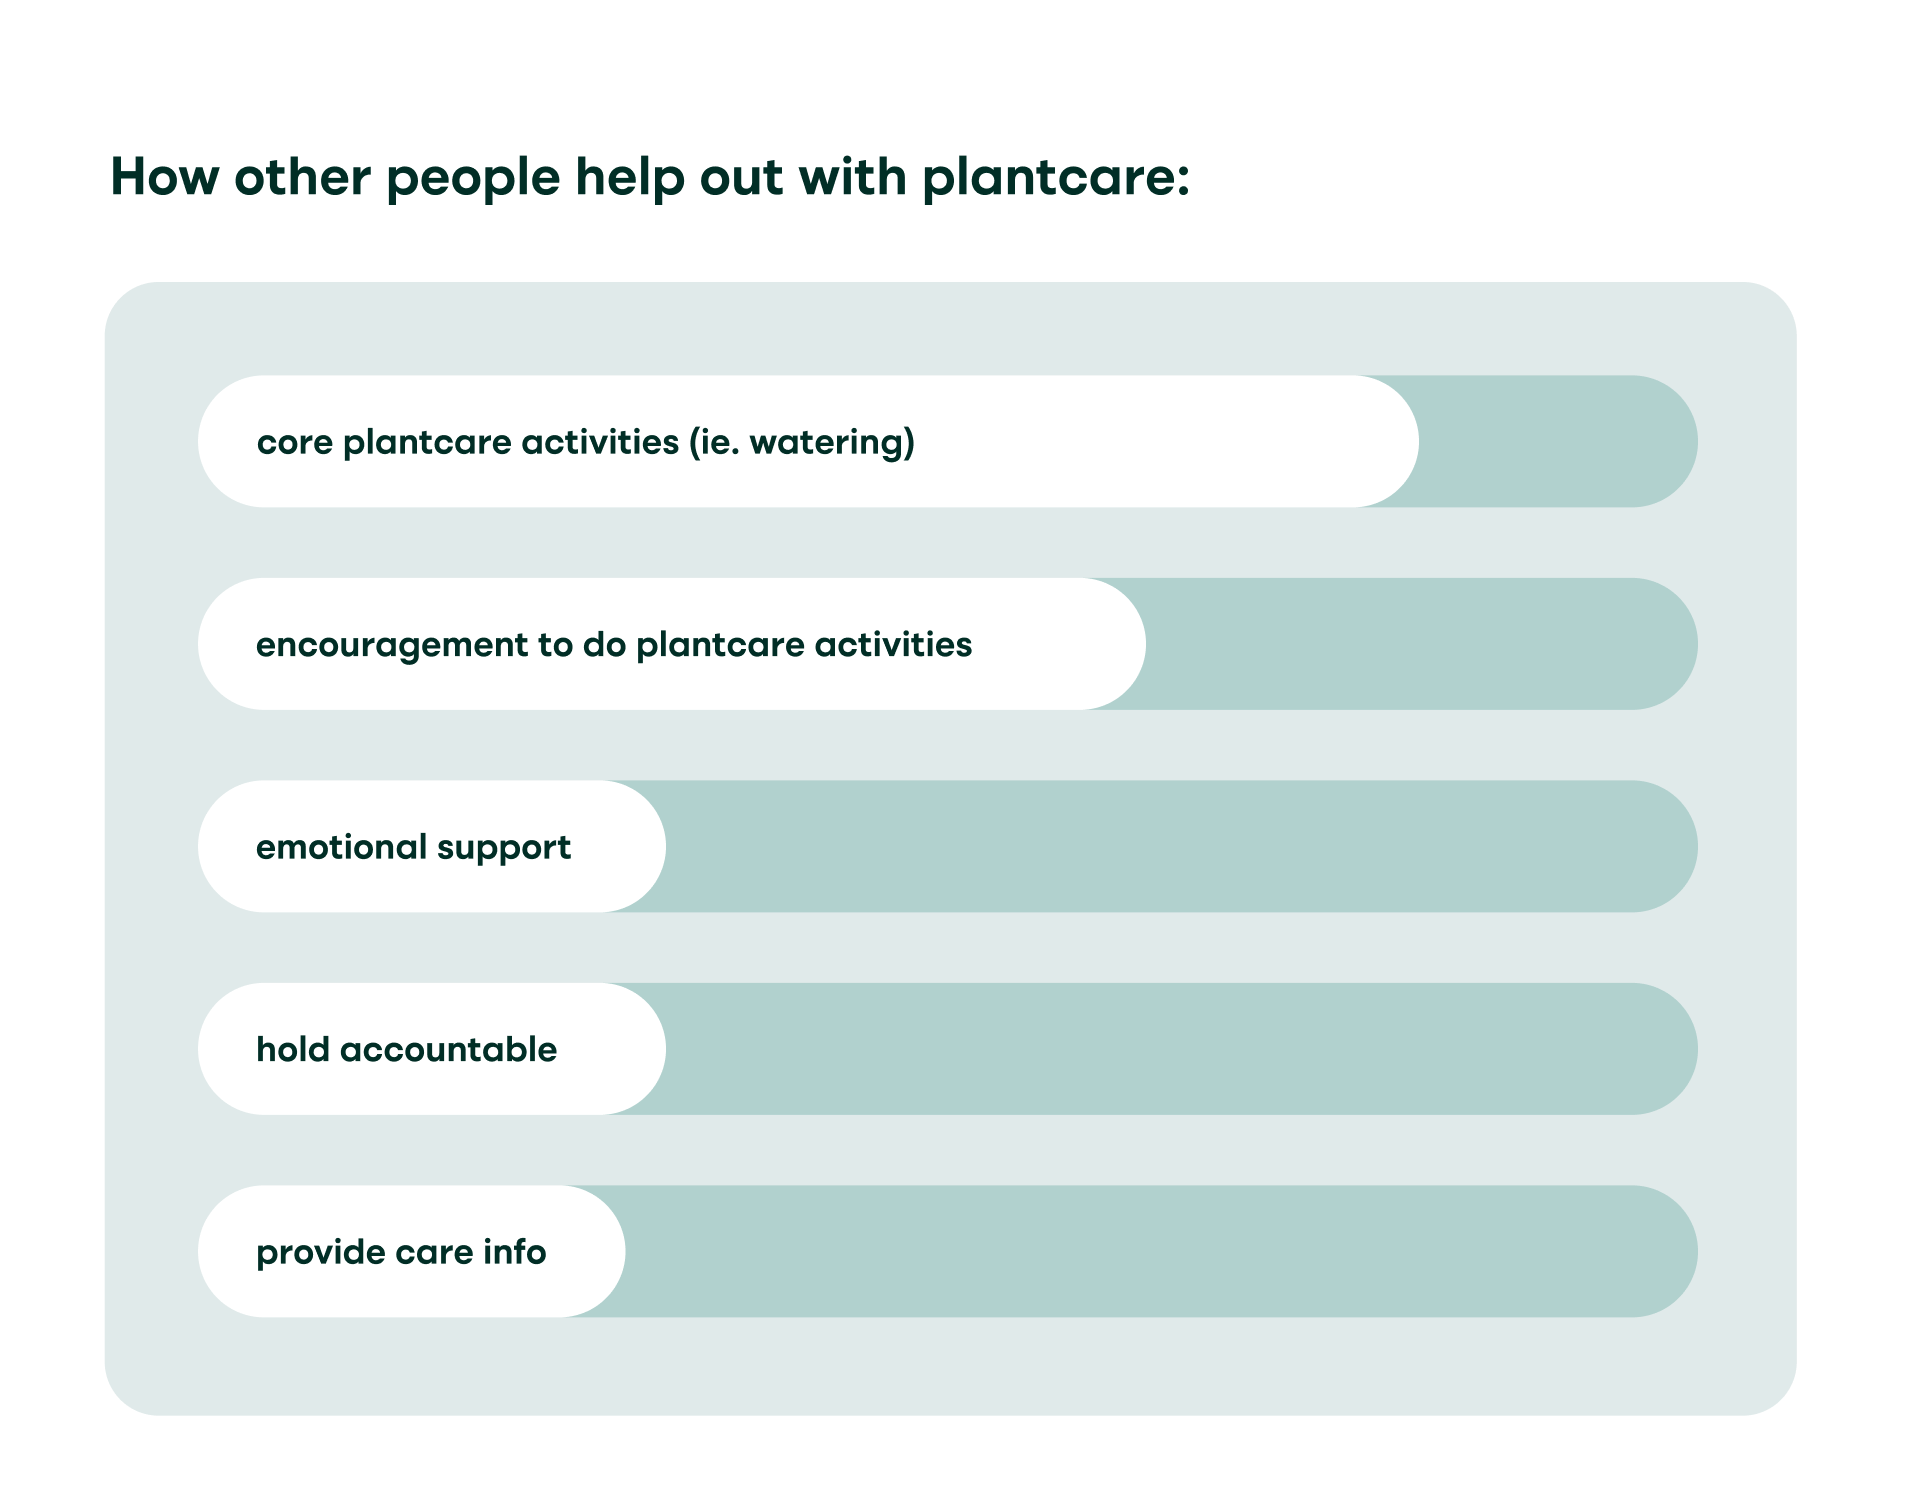 How other people help out with plantcare:
core plantcare activities (ie. watering)
encouragement to do plantcare activities
emotional support
hold accountable
provide care info